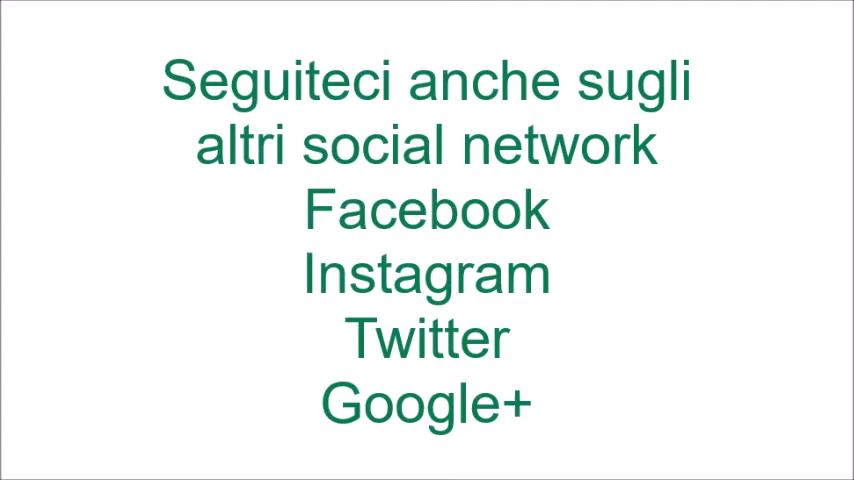 Seguiteci anche sugli
altri social network
Facebook
Instagram
Twitter
Google+